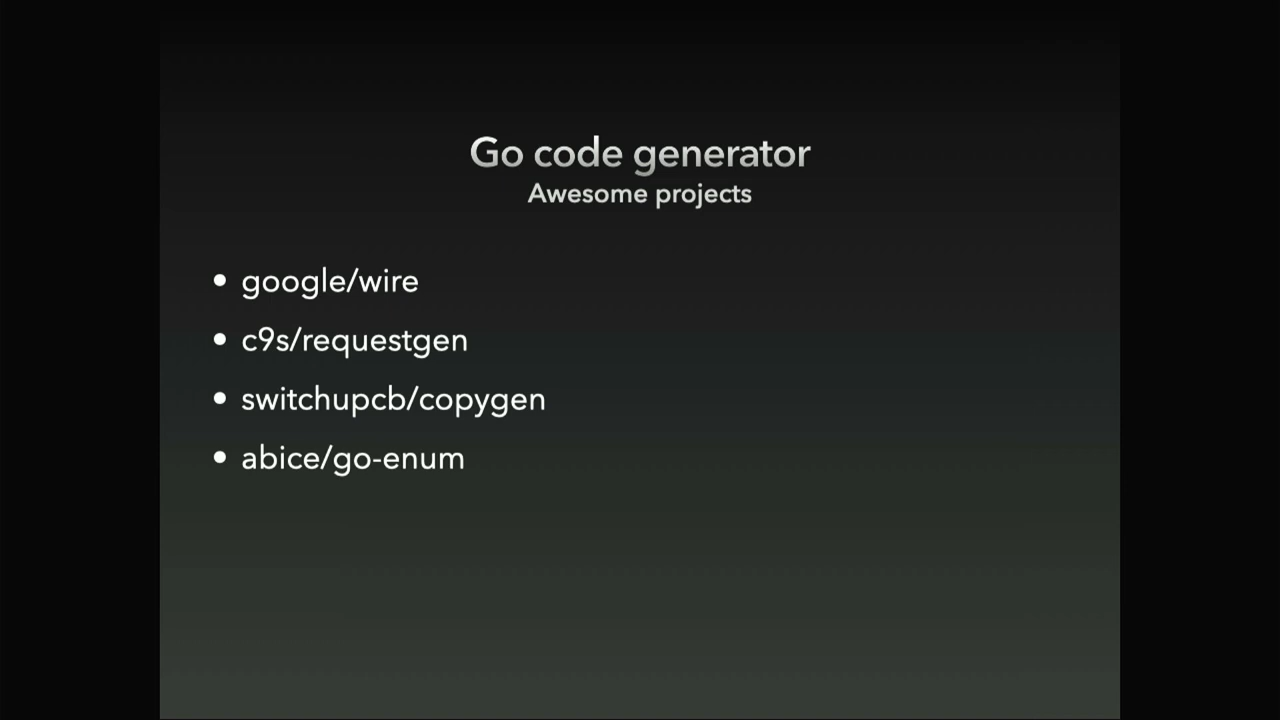 Go code generator
Awesome projects
• google/wire
• c9s/requestgen
• switchupcb/copygen
• abice/go-enum